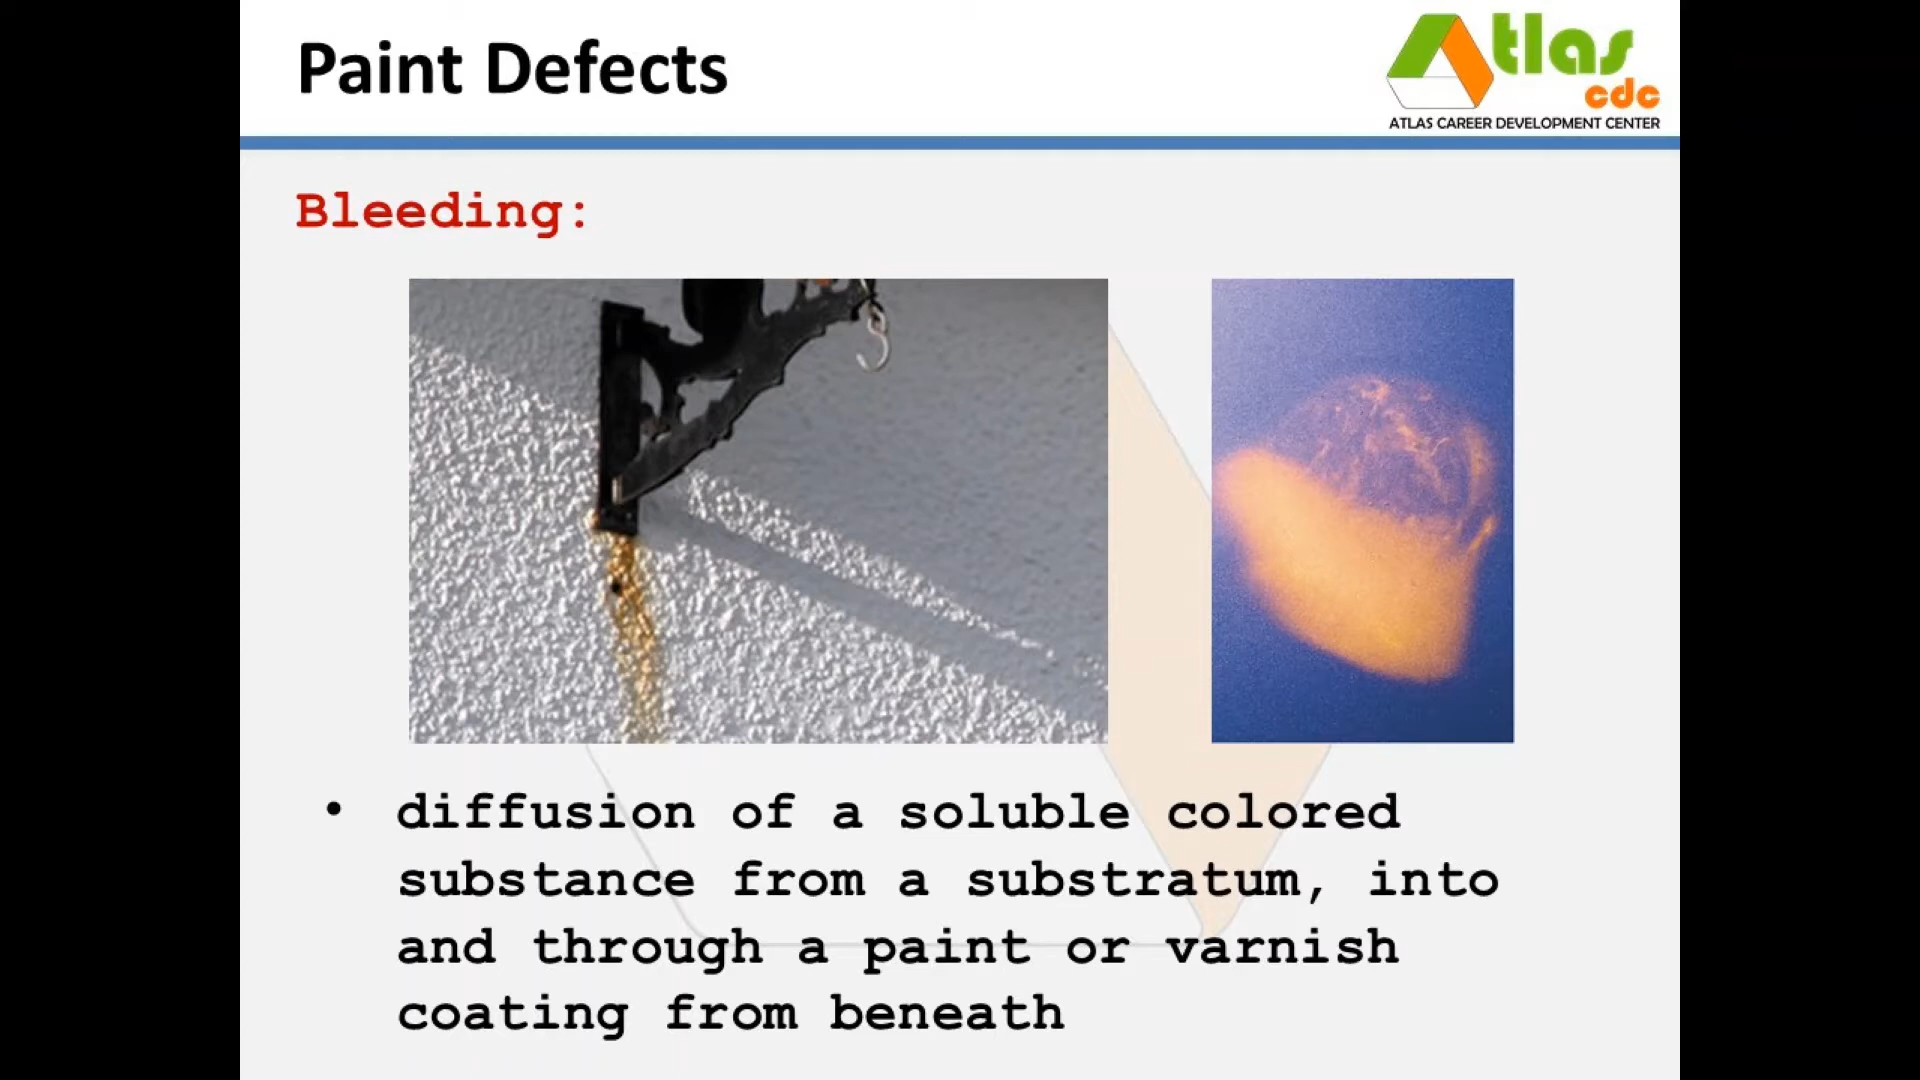 Paint Defects
Atlas
cdc
ATLAS CAREER DEVELOPMENT CENTER
Bleeding:
• diffusion of a soluble colored
substance from a substratum, into
and through a paint or varnish
coating from beneath